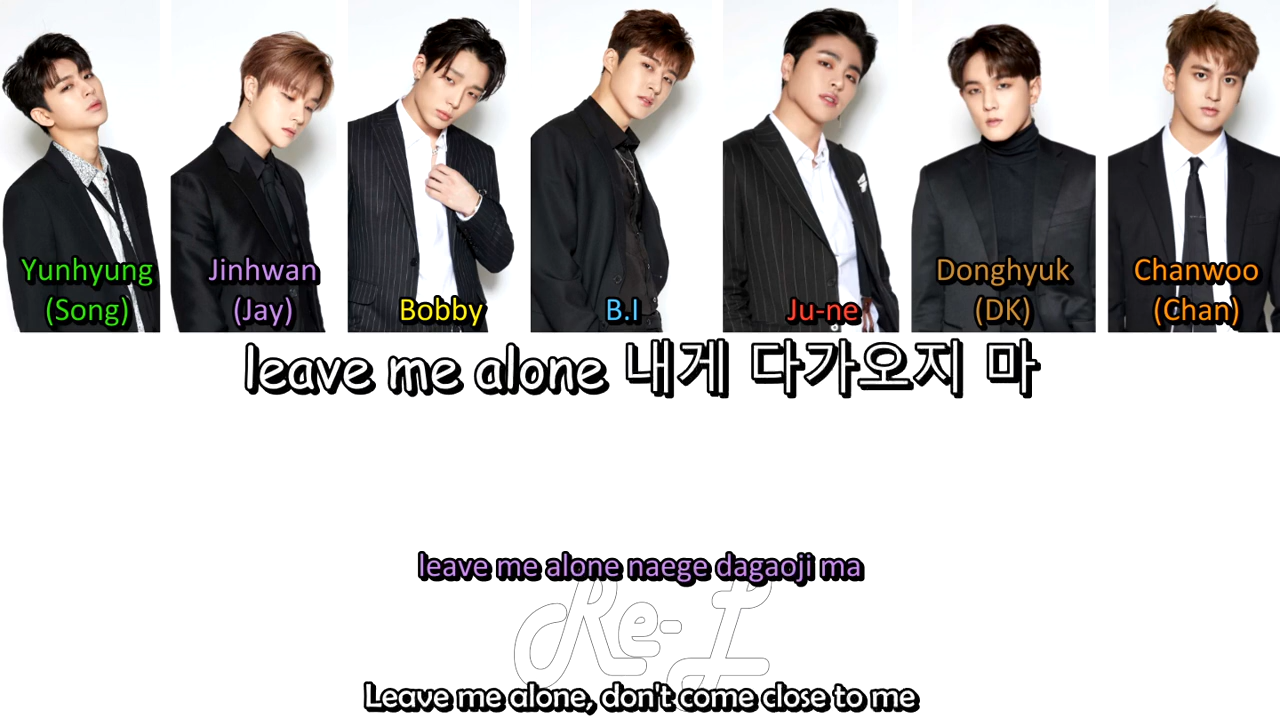 Yunhyung
(Song)
Jinhwan
(Jay)
Bobby
B.I
Ju-ne
Donghyuk
(DK)
Chanwoo
(Chan)
leave me alone 내게 다가오지 마
leave me alone naege dagaoji ma
Re-I
Leave me alone, don't come close to me